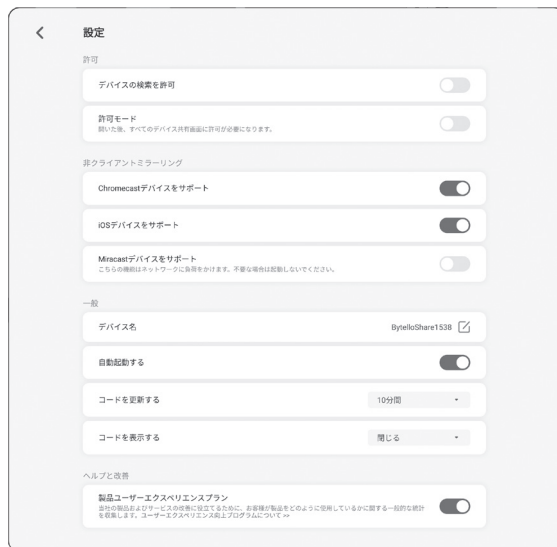 設定
許可
デバイスの検索を許可
許可モード
開いた後、すべてのデバイス共有画面に許可が必要になります。
非クライアントミラーリング
Chromecastデバイスをサポート
iOSデバイスをサポート
Miracastデバイスをサポート
こちらの機能はネットワークに負荷をかけます。不要な場合は起動しないでください。
一般
デバイス名 BytelloShare1538
自動起動する
コードを更新する 10分間
コードを表示する 閉じる
ヘルプと改善
製品ユーザーエクスペリエンスプラン
当社の製品およびサービスの改善に役立てるために、お客様が製品をどのように使用しているかに関する一般的な統計
を収集します。ユーザーエクスペリエンス向上プログラムについて >>